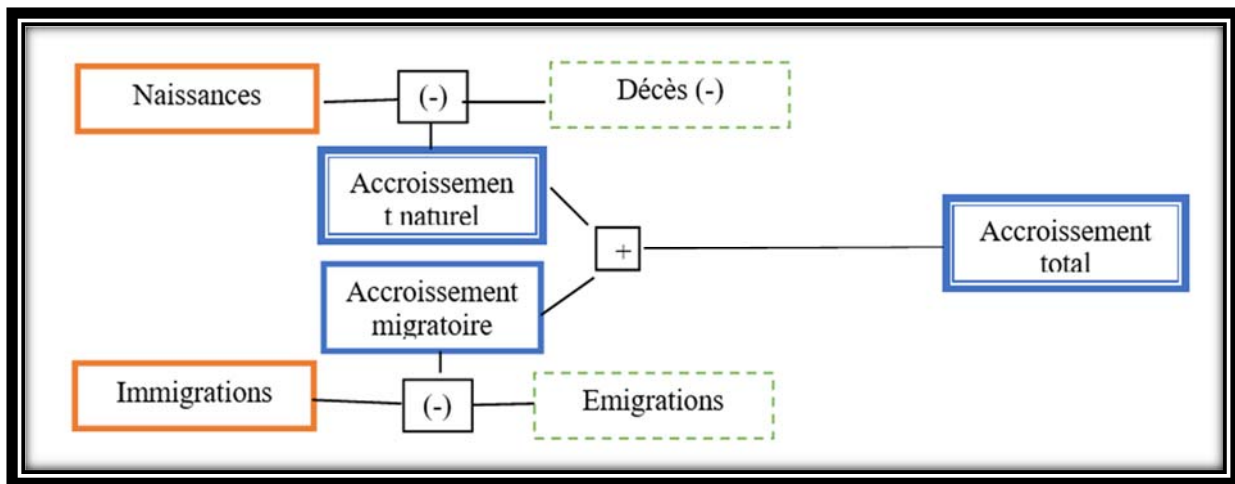 Naissances
(-)
Décès (-)
Accroissemen
t naturel
+
Accroissement
total
Accroissement
migratoire
Immigrations
(-)
Emigrations